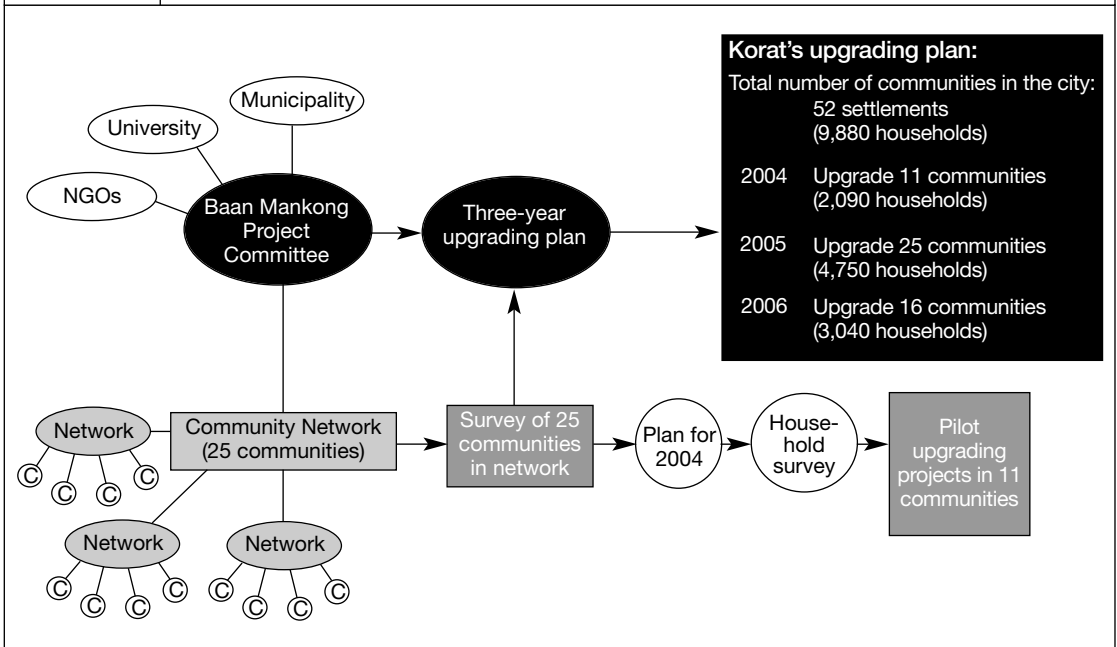 Municipality
University
NGOs
Baan Mankong
Project
Committee
Three-year
upgrading plan
Korat's upgrading plan:
Total number of communities in the city:
52 settlements
(9,880 households)
2004 Upgrade 11 communities
(2,090 households)
2005 Upgrade 25 communities
(4,750 households)
2006 Upgrade 16 communities
(3,040 households)
Network
C
C
C
C
Community Network
(25 communities)
Survey of 25
communities
in network
Plan for
2004
House-
hold
survey
Pilot
upgrading
projects in 11
communities
Network
C
C
C
C
Network
C
C
C
C